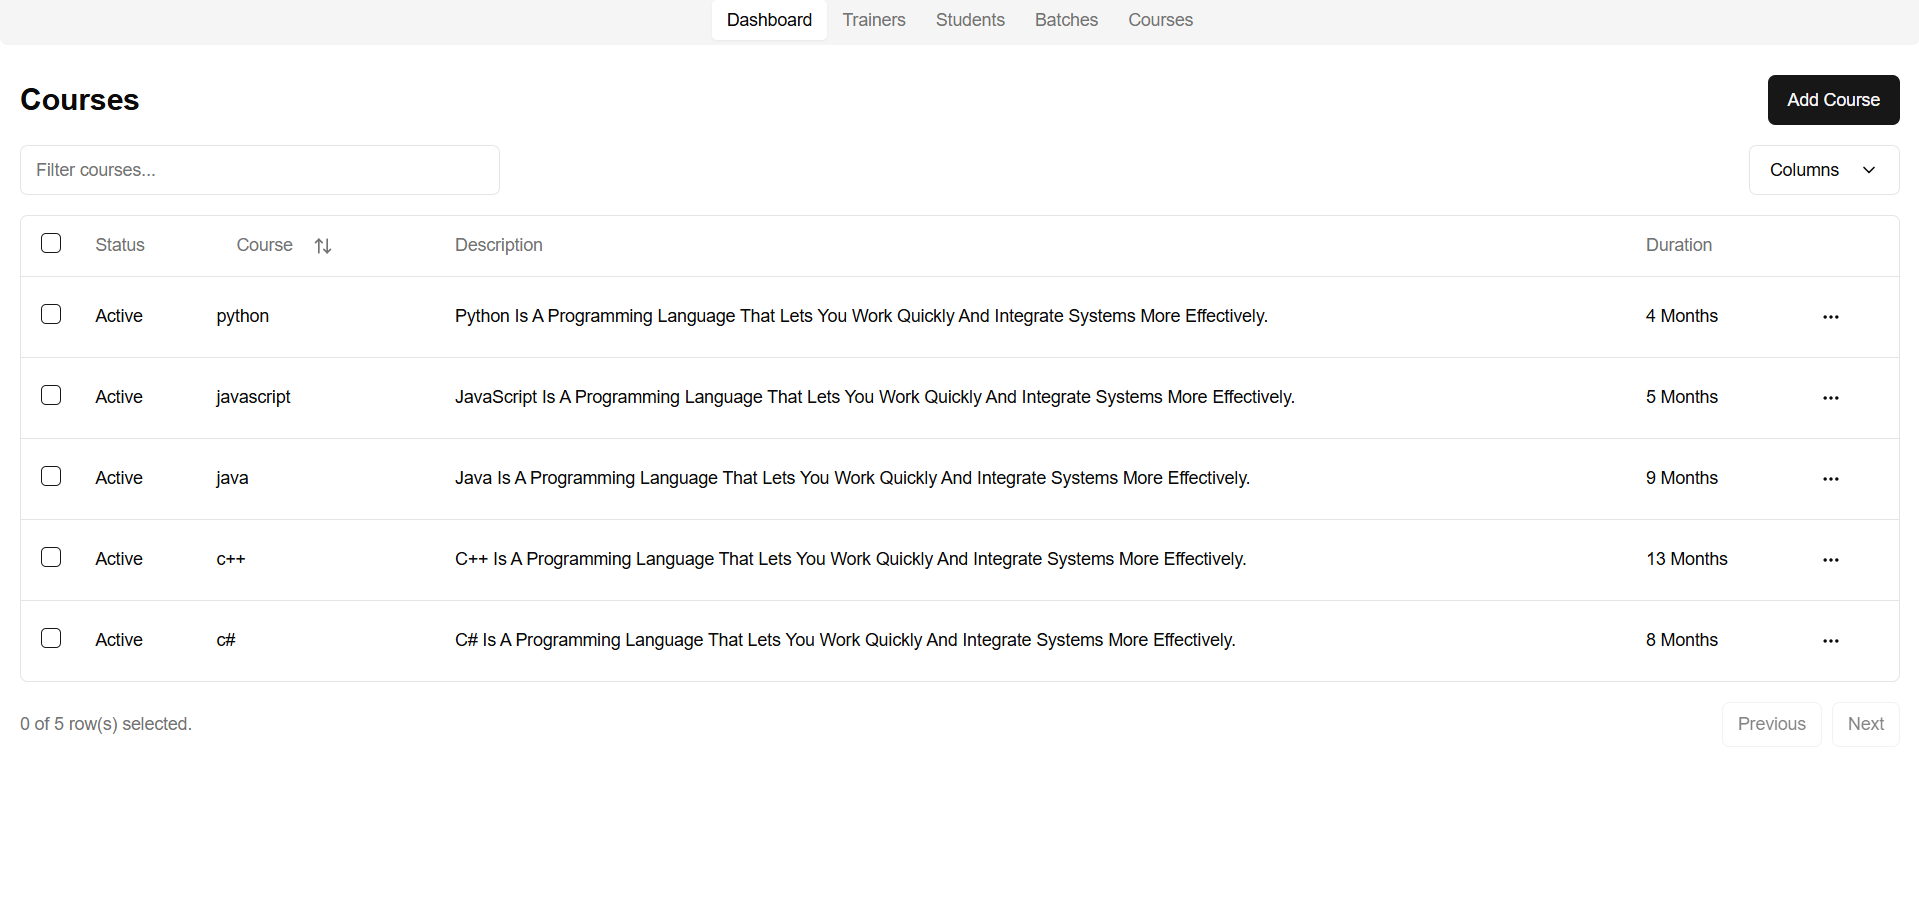 Dashboard Trainers Students Batches Courses
Courses
Add Course
Filter courses...
Columns
Status Course Description Duration
Active python Python Is A Programming Language That Lets You Work Quickly And Integrate Systems More Effectively. 4 Months
Active javascript JavaScript Is A Programming Language That Lets You Work Quickly And Integrate Systems More Effectively. 5 Months
Active java Java Is A Programming Language That Lets You Work Quickly And Integrate Systems More Effectively. 9 Months
Active c++ C++ Is A Programming Language That Lets You Work Quickly And Integrate Systems More Effectively. 13 Months
Active c# C# Is A Programming Language That Lets You Work Quickly And Integrate Systems More Effectively. 8 Months
0 of 5 row(s) selected.
Previous Next